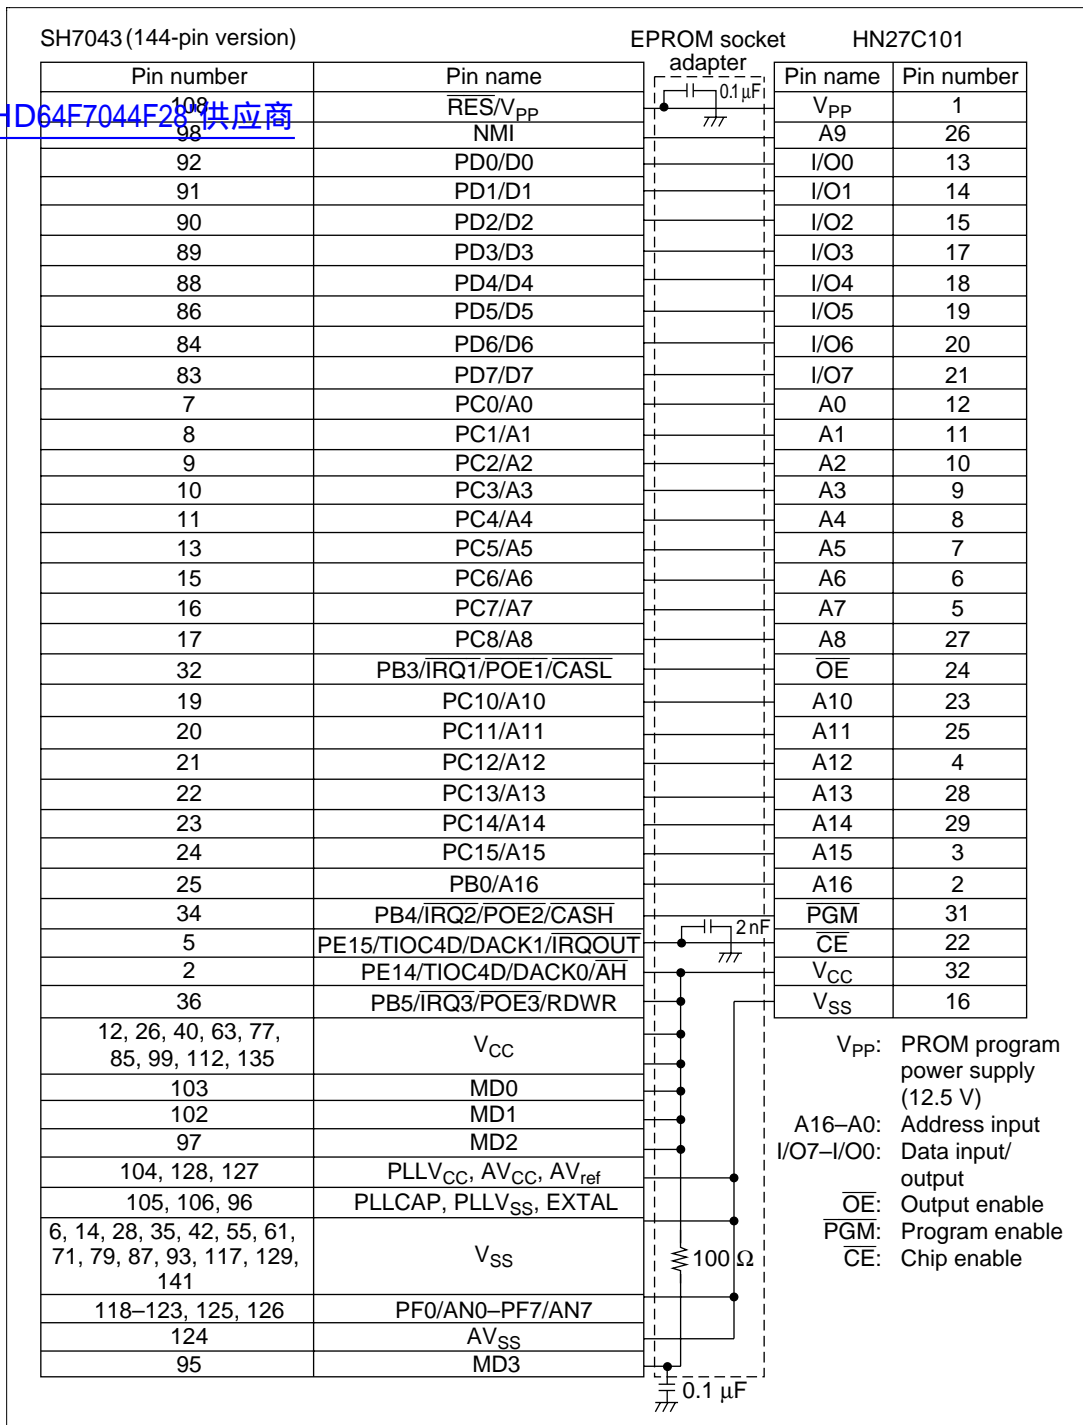 SH7043 (144-pin version) EPROM socket adapter HN27C101
Pin number Pin name Pin name Pin number
108 RES/VPP 0.1 µF VPP 1
HD64F7044F28"供应商
98 NMI A9 26
92 PD0/D0 I/O0 13
91 PD1/D1 I/O1 14
90 PD2/D2 I/O2 15
89 PD3/D3 I/O3 17
88 PD4/D4 I/O4 18
86 PD5/D5 I/O5 19
84 PD6/D6 I/O6 20
83 PD7/D7 I/O7 21
7 PC0/A0 A0 12
8 PC1/A1 A1 11
9 PC2/A2 A2 10
10 PC3/A3 A3 9
11 PC4/A4 A4 8
13 PC5/A5 A5 7
15 PC6/A6 A6 6
16 PC7/A7 A7 5
17 PC8/A8 A8 27
32 PB3/IRQ1/POE1/CASL OE 24
19 PC10/A10 A10 23
20 PC11/A11 A11 25
21 PC12/A12 A12 4
22 PC13/A13 A13 28
23 PC14/A14 A14 29
24 PC15/A15 A15 3
25 PB0/A16 A16 2
34 PB4/IRQ2/POE2/CASH PGM 31
5 PE15/TIOC4D/DACK1/IRQOUT 2 nF CE 22
2 PE14/TIOC4D/DACK0/AH VCC 32
36 PB5/IRQ3/POE3/RDWR VSS 16
12, 26, 40, 63, 77,
85, 99, 112, 135 VCC
103 MD0
102 MD1
97 MD2
104, 128, 127 PLLVCC, AVCC, AVref
105, 106, 96 PLLCAP, PLLVSS, EXTAL
6, 14, 28, 35, 42, 55, 61,
71, 79, 87, 93, 117, 129,
141 VSS
100 Ω
118–123, 125, 126 PF0/AN0–PF7/AN7
124 AVSS
95 MD3
0.1 µF
VPP: PROM program
power supply
(12.5 V)
A16–A0: Address input
I/O7–I/O0: Data input/
output
OE: Output enable
PGM: Program enable
CE: Chip enable